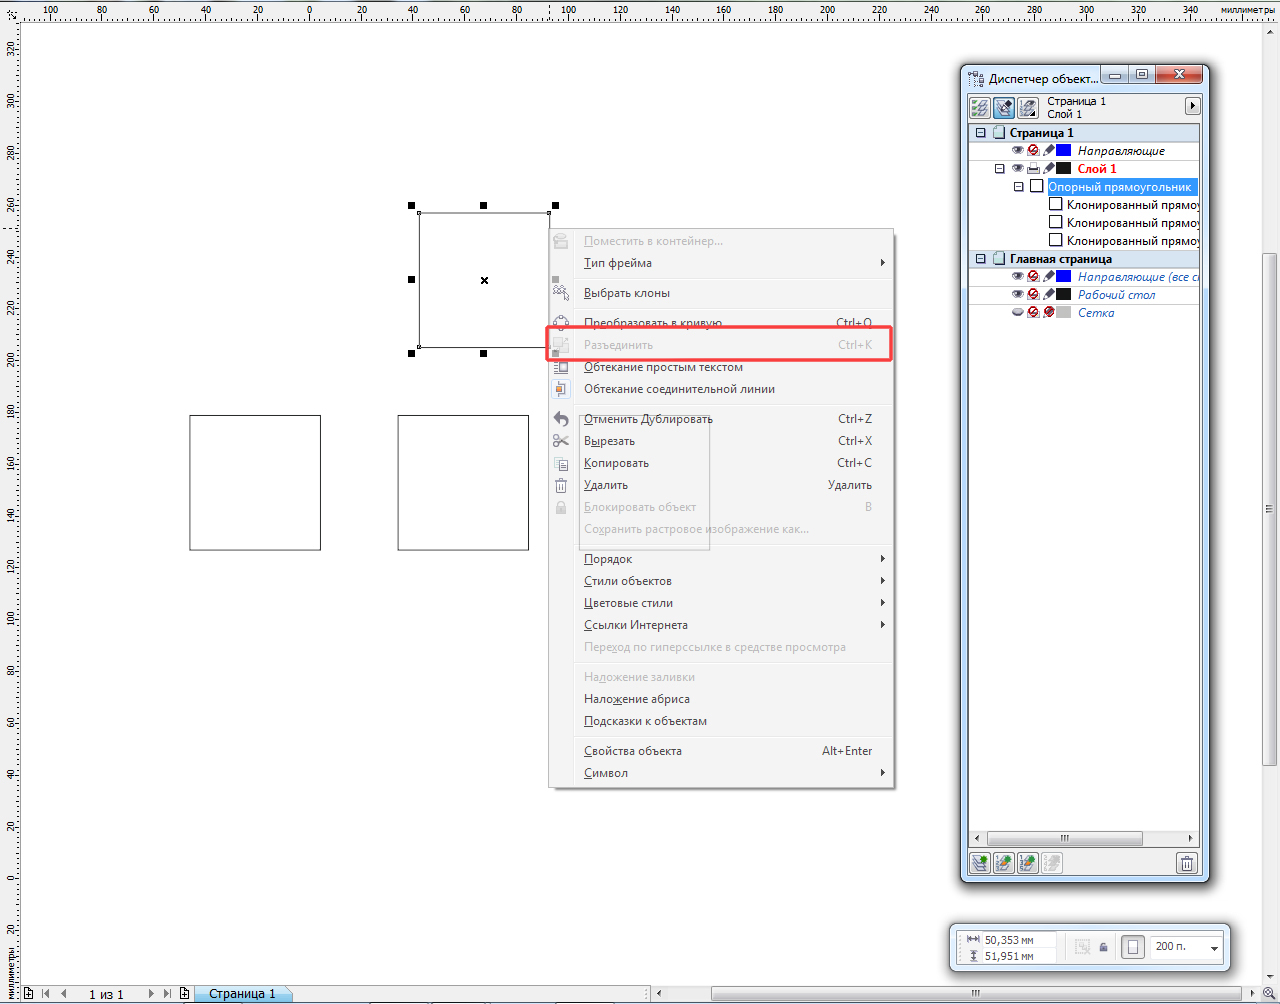 100 80 60 40 20 0 20 40 60 80 100 120 140 160 180 200 220 240 260 280 300 320 340 миллиметры
320
300
280
260
240
220
200
180
160
140
120
100
80
60
40
20
0
20
миллиметры
Поместить в контейнер...
Тип фрейма
Выбрать клоны
Преобразовать в кривую Ctrl+Q
Разъединить Ctrl+K
Обтекание простым текстом
Обтекание соединительной линии
Отменить Дублировать Ctrl+Z
Вырезать Ctrl+X
Копировать Ctrl+C
Удалить Удалить
Блокировать объект B
Сохранить растровое изображение как...
Порядок
Стили объектов
Цветовые стили
Ссылки Интернета
Переход по гиперссылке в средстве просмотра
Наложение заливки
Наложение абриса
Подсказки к объектам
Свойства объекта Alt+Enter
Символ
Диспетчер объект...
Страница 1
Слой 1
Страница 1
Направляющие
Слой 1
Опорный прямоугольник
Клонированный прямоу
Клонированный прямоу
Клонированный прямоу
Главная страница
Направляющие (все с
Рабочий стол
Сетка
50,353 мм
51,951 мм
200 п.
1 из 1
Страница 1